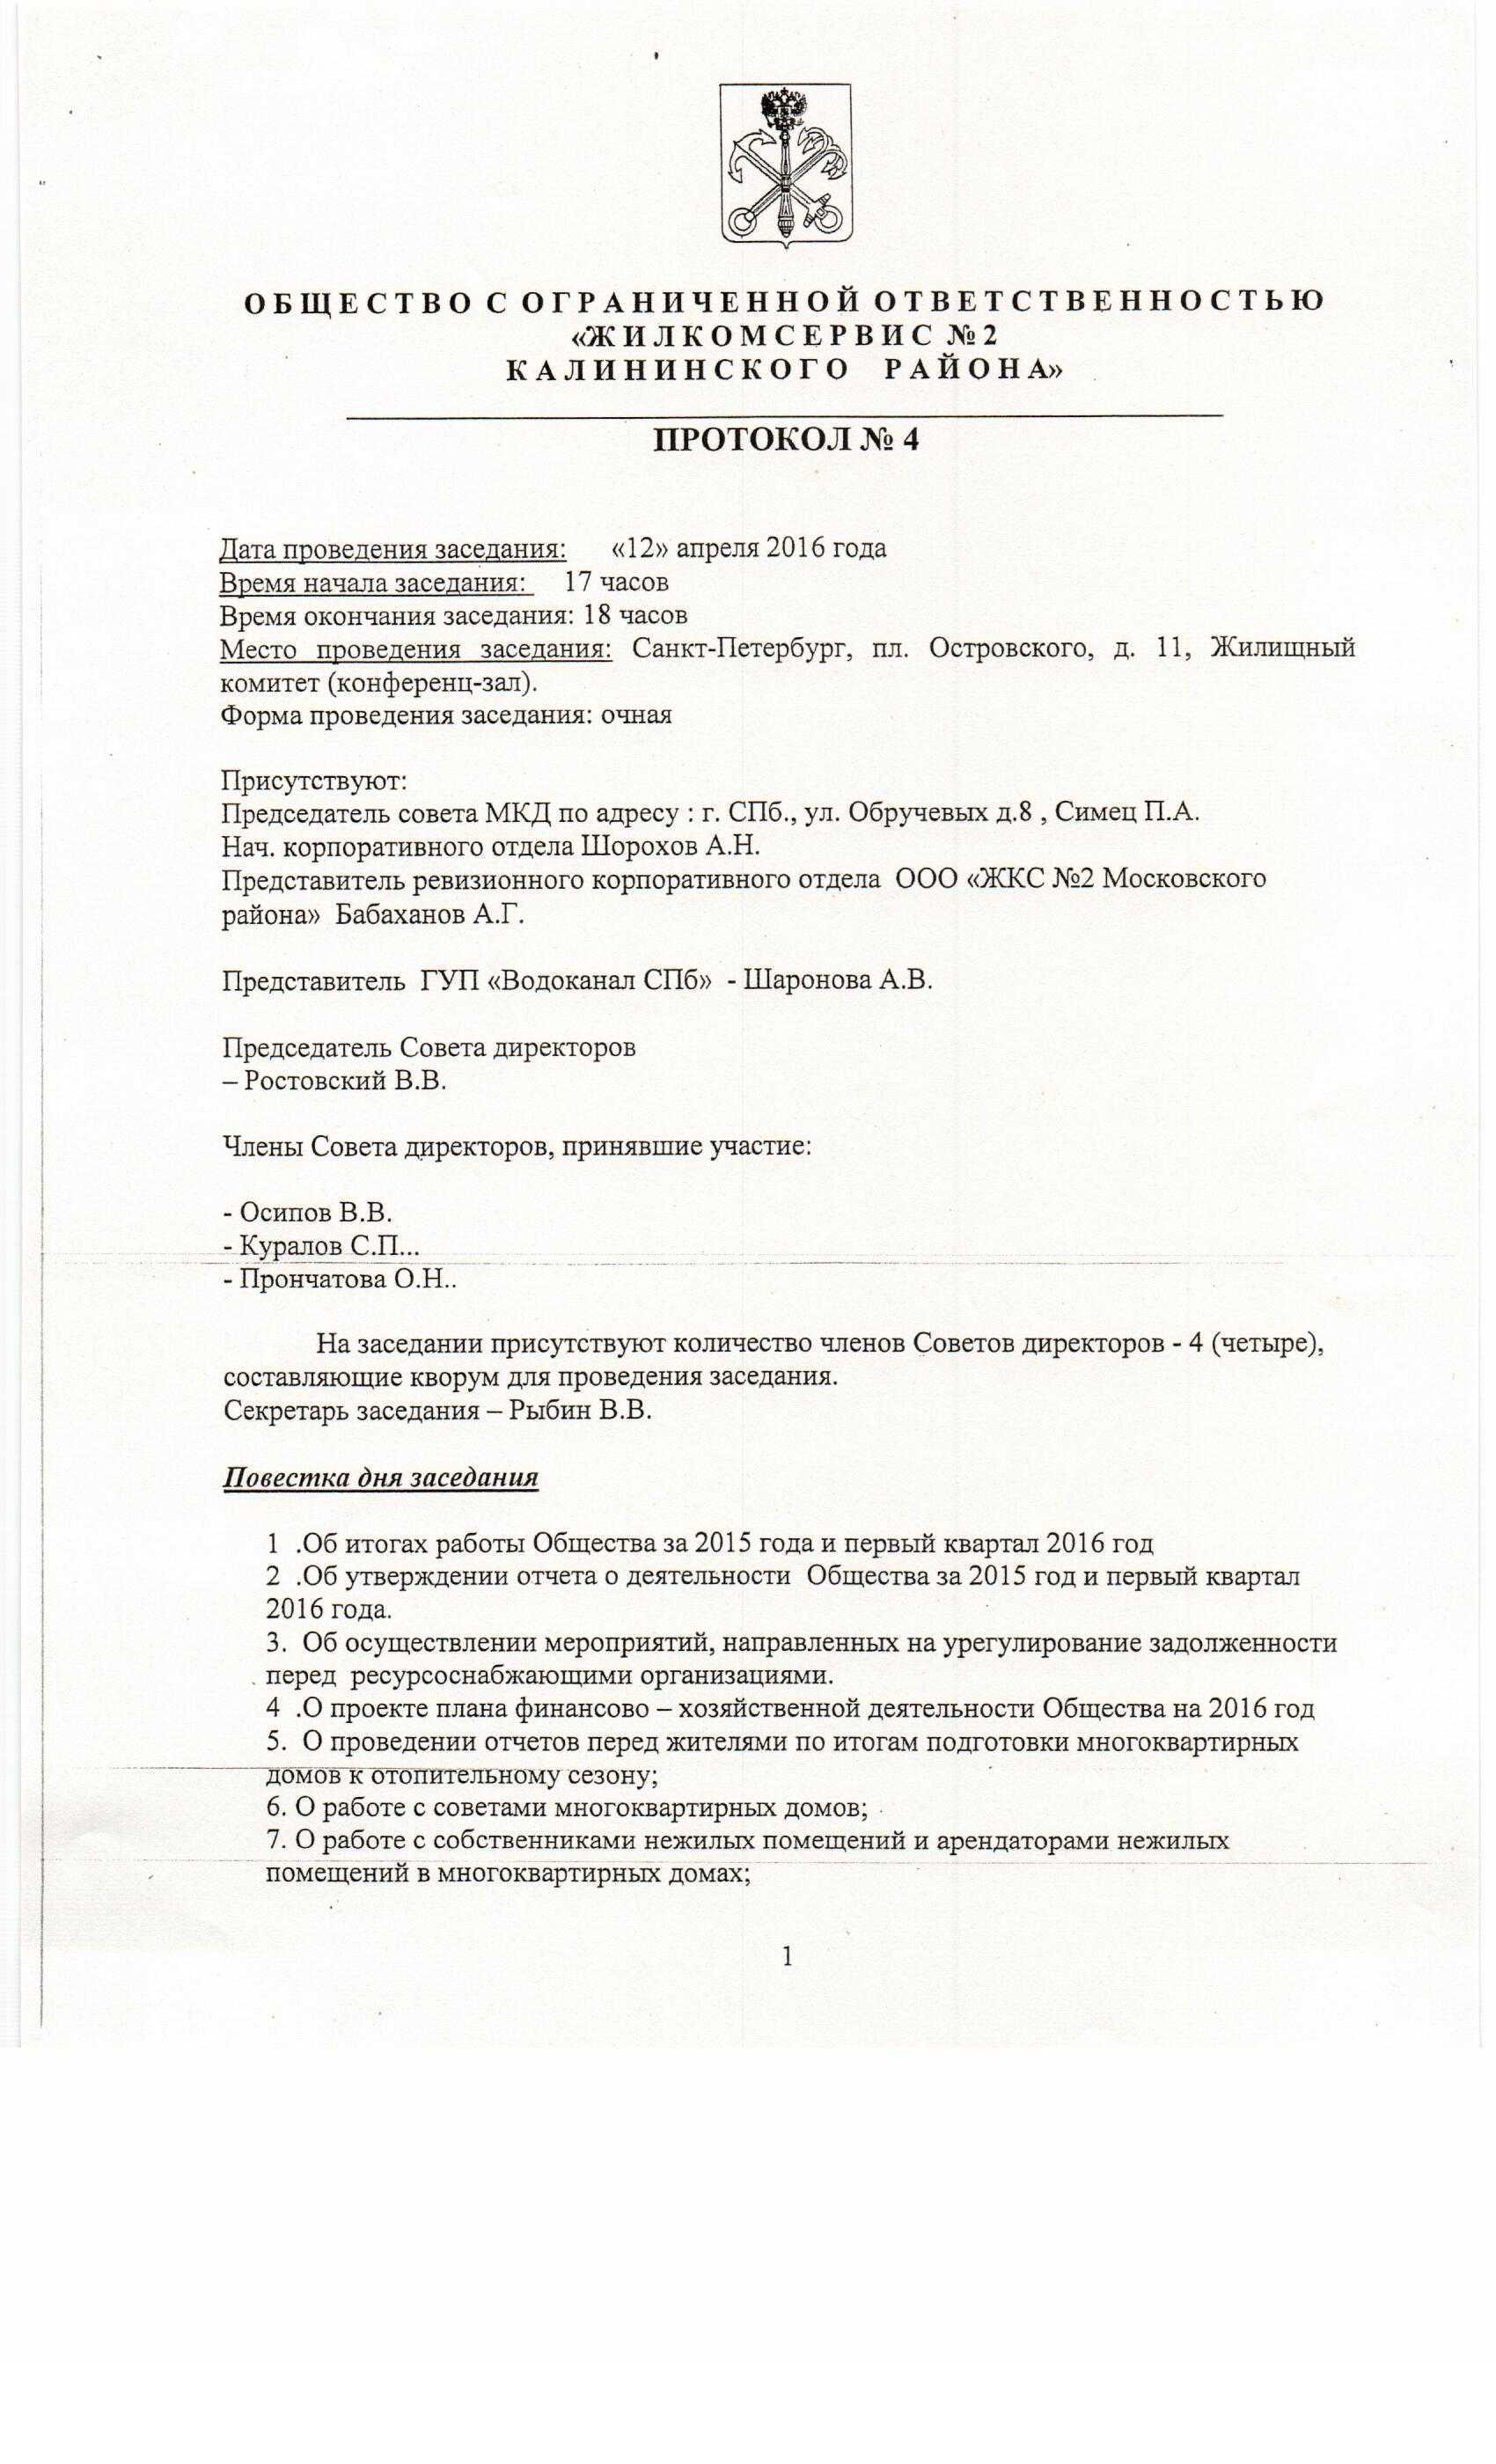 ОБЩЕСТВО С ОГРАНИЧЕННОЙ ОТВЕТСТВЕННОСТЬЮ
«ЖИЛКОМСЕРВИС № 2
КАЛИНИНСКОГО РАЙОНА»
ПРОТОКОЛ № 4
Дата проведения заседания: «12» апреля 2016 года
Время начала заседания: 17 часов
Время окончания заседания: 18 часов
Место проведения заседания: Санкт-Петербург, пл. Островского, д. 11, Жилищный
комитет (конференц-зал).
Форма проведения заседания: очная
Присутствуют:
Председатель совета МКД по адресу : г. СПб., ул. Обручевых д.8 , Симец П.А.
Нач. корпоративного отдела Шорохов А.Н.
Представитель ревизионного корпоративного отдела ООО «ЖКС №2 Московского
района» Бабаханов А.Г.
Представитель ГУП «Водоканал СПб» - Шаронова А.В.
Председатель Совета директоров
– Ростовский В.В.
Члены Совета директоров, принявшие участие:
- Осипов В.В.
- Куралов С.П...
- Прончатова О.Н..
На заседании присутствуют количество членов Советов директоров - 4 (четыре),
составляющие кворум для проведения заседания.
Секретарь заседания – Рыбин В.В.
Повестка дня заседания
1 .Об итогах работы Общества за 2015 года и первый квартал 2016 год
2 .Об утверждении отчета о деятельности Общества за 2015 год и первый квартал
2016 года.
3. Об осуществлении мероприятий, направленных на урегулирование задолженности
перед ресурсоснабжающими организациями.
4 .О проекте плана финансово – хозяйственной деятельности Общества на 2016 год
5. О проведении отчетов перед жителями по итогам подготовки многоквартирных
домов к отопительному сезону;
6. О работе с советами многоквартирных домов;
7. О работе с собственниками нежилых помещений и арендаторами нежилых
помещений в многоквартирных домах;
1